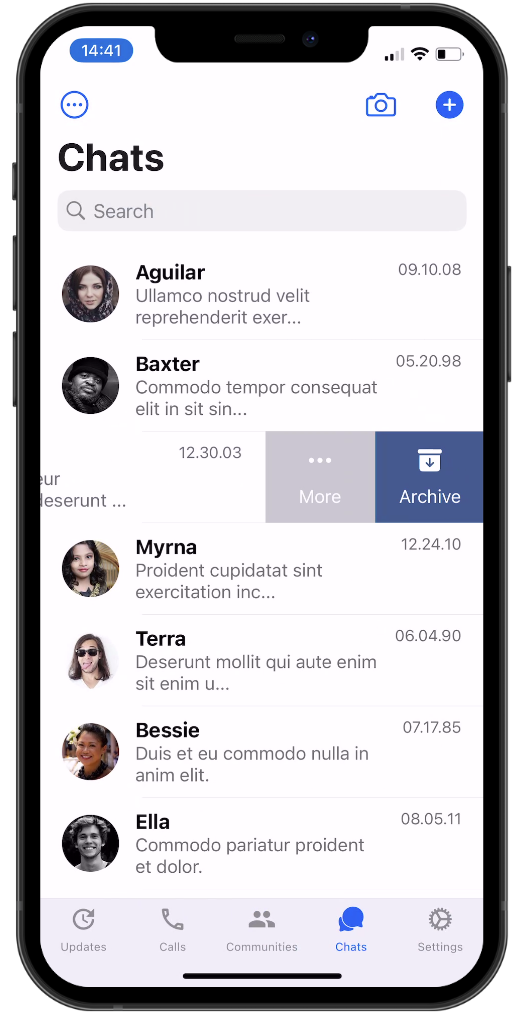 14:41
Chats
Search
Aguilar
09.10.08
Ullamco nostrud velit
reprehenderit exer...
Baxter
05.20.98
Commodo tempor consequat
elit in sit sin...
12.30.03
eur
deserunt ...
More
Archive
Myrna
12.24.10
Proident cupidatat sint
exercitation inc...
Terra
06.04.90
Deserunt mollit qui aute enim
sit enim u...
Bessie
07.17.85
Duis et eu commodo nulla in
anim elit.
Ella
08.05.11
Commodo pariatur proident
et dolor.
Updates
Calls
Communities
Chats
Settings